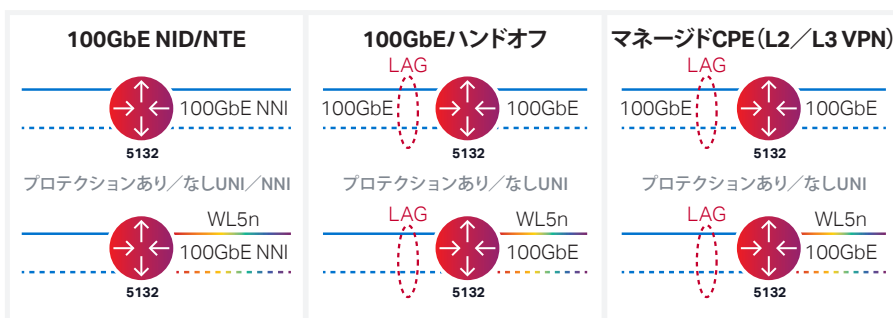 100GbE NID/NTE
100GbE NNI
5132
プロテクションあり／なしUNI／NNI
WL5n
100GbE NNI
5132
100GbEハンドオフ
LAG
100GbE 100GbE
5132
プロテクションあり／なしUNI
LAG WL5n
100GbE
5132
マネージドCPE（L2／L3 VPN）
LAG
100GbE 100GbE
5132
プロテクションあり／なしUNI
LAG WL5n
100GbE
5132